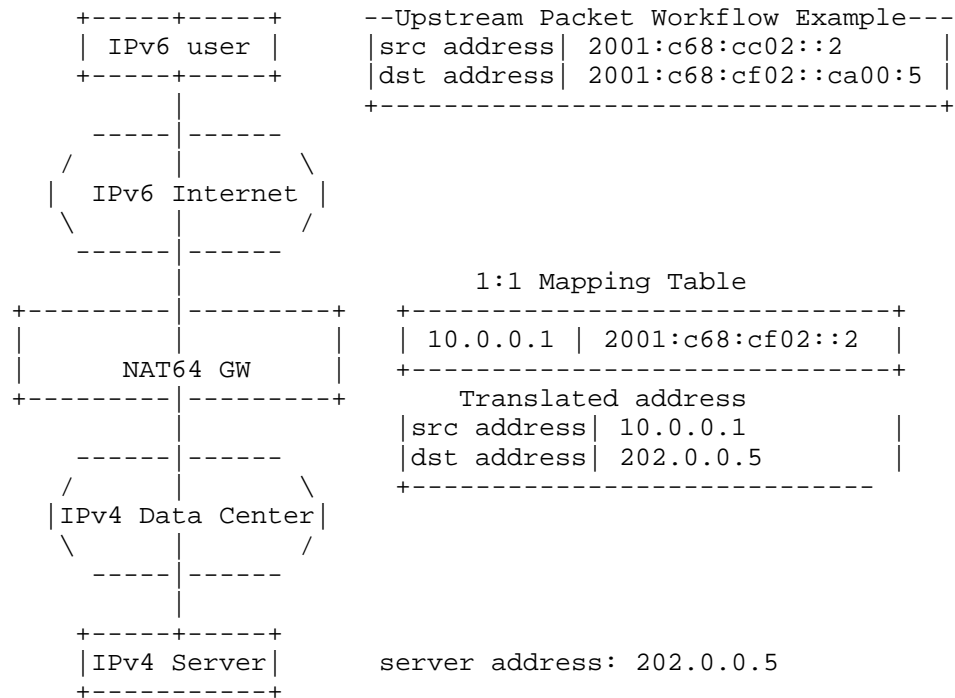 --Upstream Packet Workflow Example---
IPv6 user
src address 2001:c68:cc02::2
dst address 2001:c68:cf02::ca00:5
IPv6 Internet
1:1 Mapping Table
10.0.0.1 2001:c68:cf02::2
NAT64 GW
Translated address
src address 10.0.0.1
dst address 202.0.0.5
IPv4 Data Center
IPv4 Server server address: 202.0.0.5